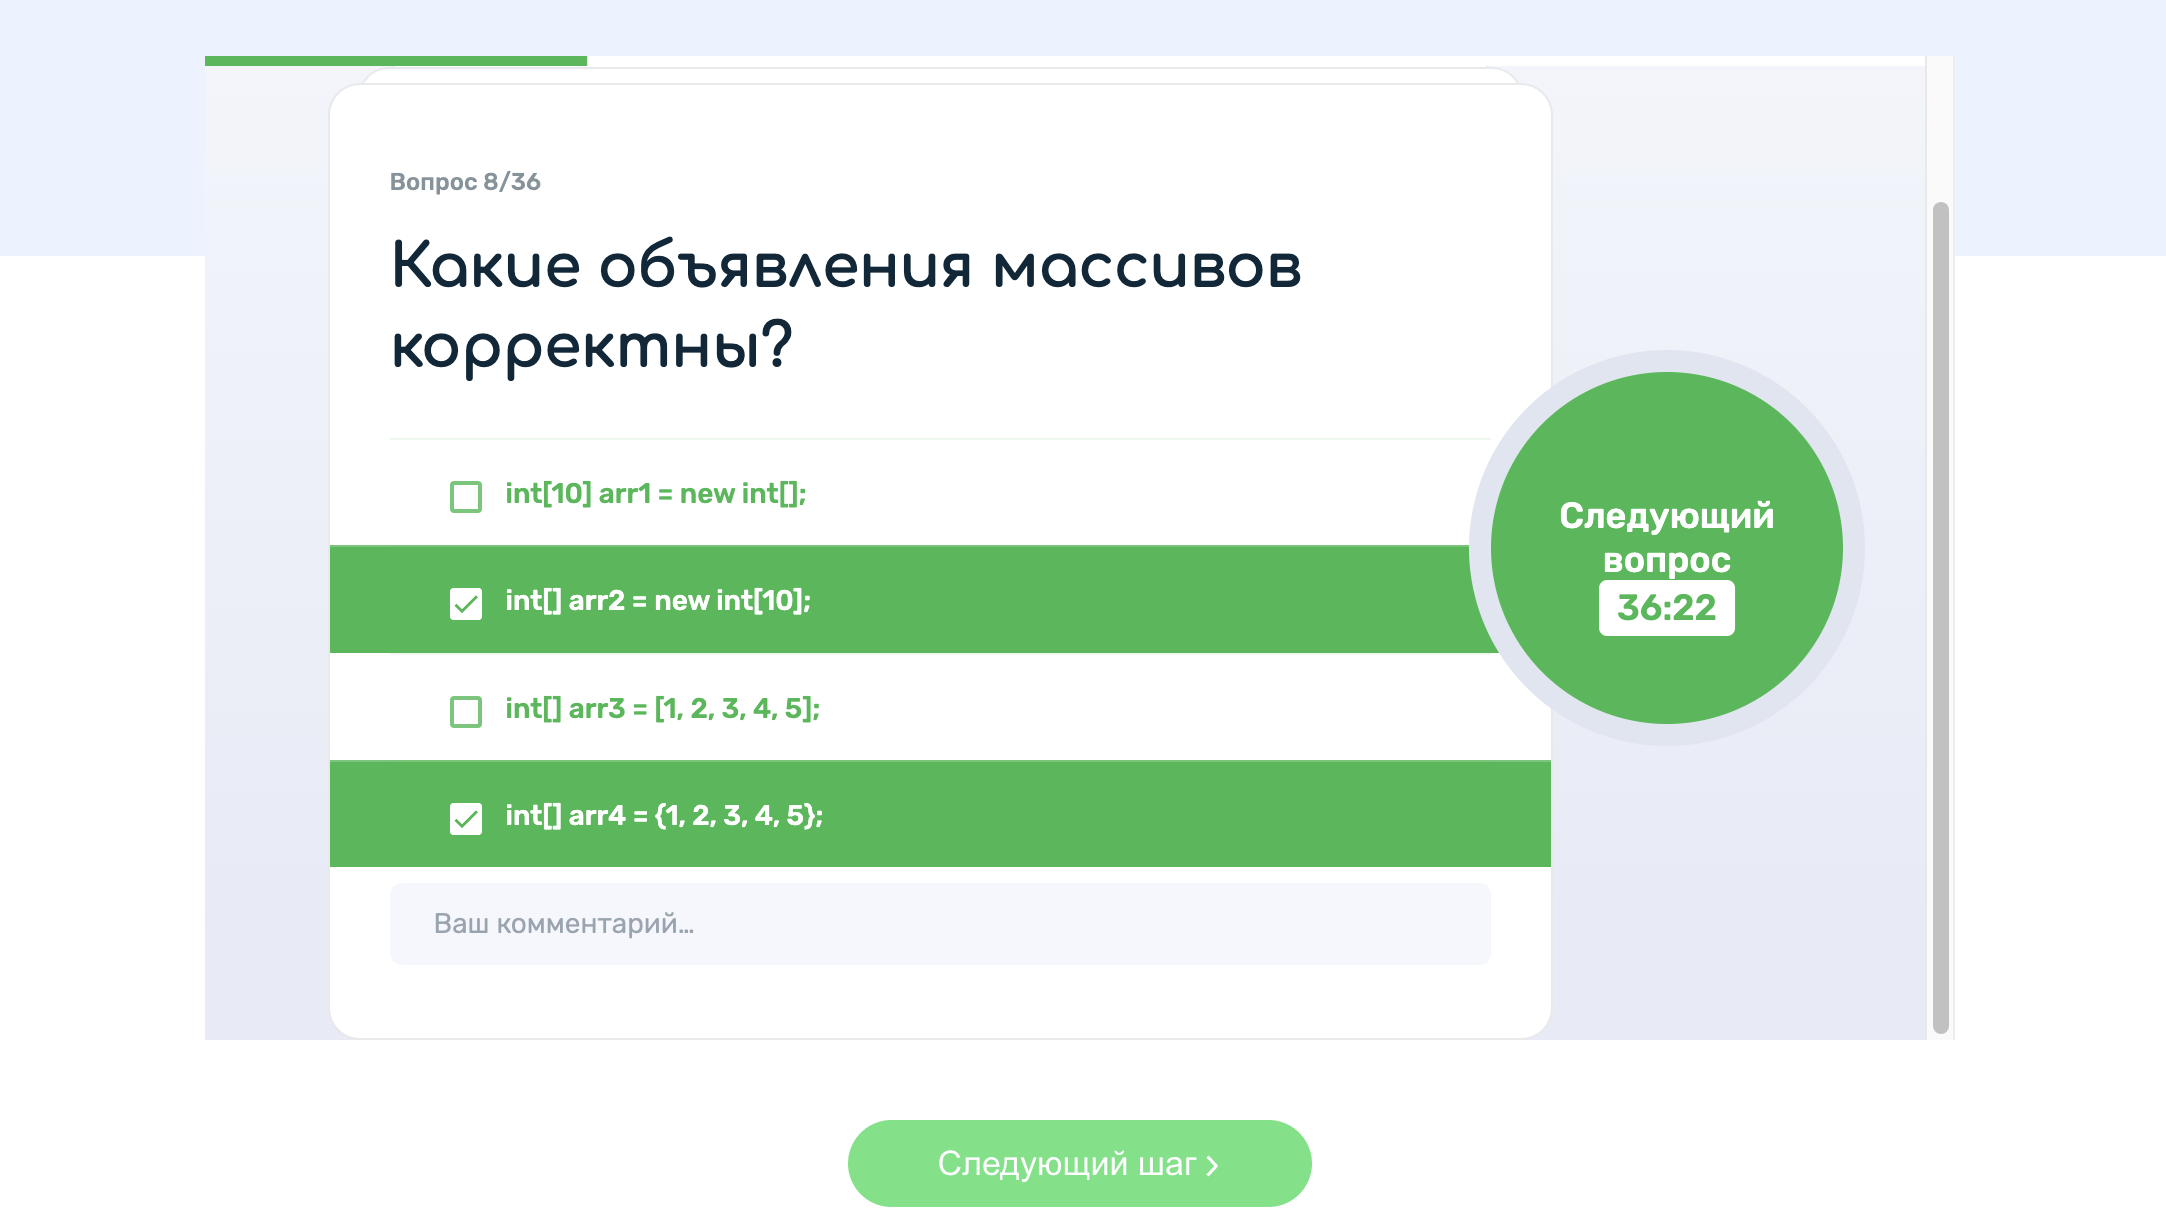 Вопрос 8/36
Какие объявления массивов
корректны?
int[10] arr1 = new int[];
int[] arr2 = new int[10];
int[] arr3 = [1, 2, 3, 4, 5];
int[] arr4 = {1, 2, 3, 4, 5};
Ваш комментарий...
Следующий
вопрос
36:22
Следующий шаг